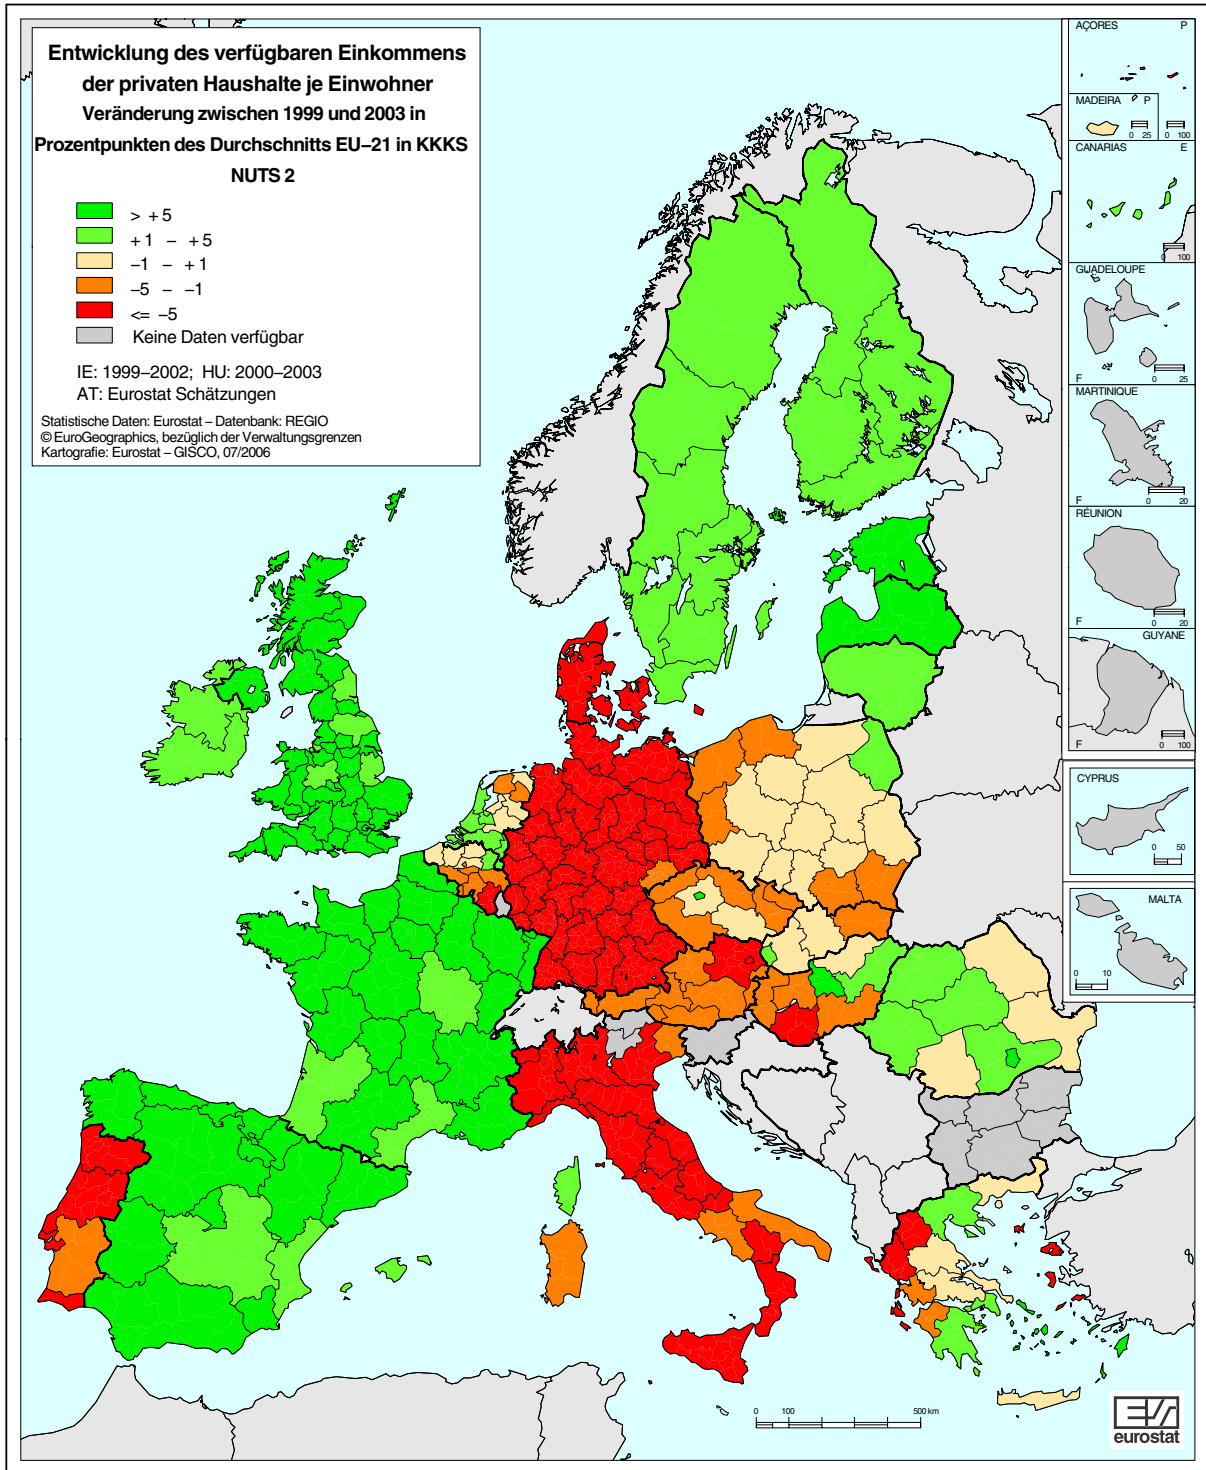 Entwicklung des verfügbaren Einkommens
der privaten Haushalte je Einwohner
Veränderung zwischen 1999 und 2003 in
Prozentpunkten des Durchschnitts EU–21 in KKKS
NUTS 2
> +5
+1 – +5
–1 – +1
–5 – –1
<= –5
Keine Daten verfügbar
IE: 1999–2002; HU: 2000–2003
AT: Eurostat Schätzungen
Statistische Daten: Eurostat – Datenbank: REGIO
© EuroGeographics, bezüglich der Verwaltungsgrenzen
Kartografie: Eurostat – GISCO, 07/2006
AÇORES P
MADEIRA P
0 25
0 100
CANARIAS E
0 100
GUADELOUPE
F
0 25
MARTINIQUE
F
0 20
RÉUNION
F
0 20
GUYANE
F
0 100
CYPRUS
0 50
MALTA
0 10
0 100 500 km
eurostat